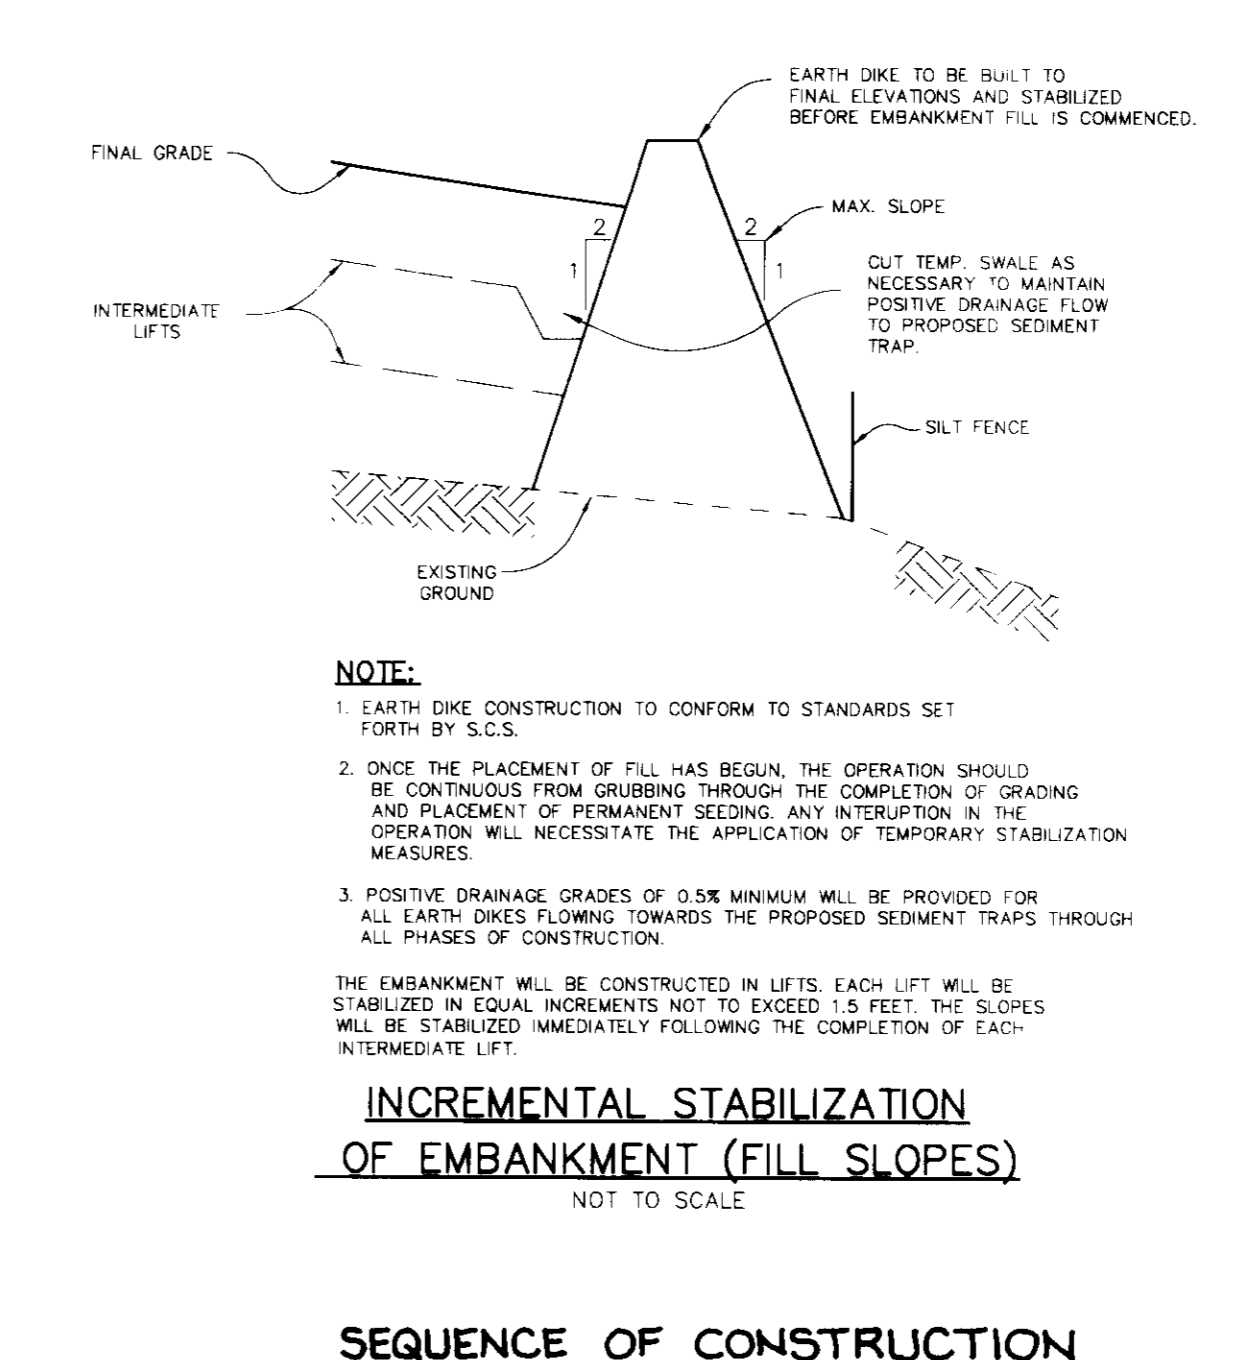 EARTH DIKE TO BE BUILT TO
FINAL ELEVATIONS AND STABILIZED
BEFORE EMBANKMENT FILL IS COMMENCED.
FINAL GRADE
MAX. SLOPE
2
1
2
1
CUT TEMP. SWALE AS
NECESSARY TO MAINTAIN
POSITIVE DRAINAGE FLOW
TO PROPOSED SEDIMENT
TRAP.
INTERMEDIATE
LIFTS
SILT FENCE
EXISTING
GROUND
NOTE:
1. EARTH DIKE CONSTRUCTION TO CONFORM TO STANDARDS SET
FORTH BY S.C.S.
2. ONCE THE PLACEMENT OF FILL HAS BEGUN, THE OPERATION SHOULD
BE CONTINUOUS FROM GRUBBING THROUGH THE COMPLETION OF GRADING
AND PLACEMENT OF PERMANENT SEEDING. ANY INTERUPTION IN THE
OPERATION WILL NECESSITATE THE APPLICATION OF TEMPORARY STABILIZATION
MEASURES.
3. POSITIVE DRAINAGE GRADES OF 0.5% MINIMUM WILL BE PROVIDED FOR
ALL EARTH DIKES FLOWING TOWARDS THE PROPOSED SEDIMENT TRAPS THROUGH
ALL PHASES OF CONSTRUCTION.
THE EMBANKMENT WILL BE CONSTRUCTED IN LIFTS. EACH LIFT WILL BE
STABILIZED IN EQUAL INCREMENTS NOT TO EXCEED 1.5 FEET. THE SLOPES
WILL BE STABILIZED IMMEDIATELY FOLLOWING THE COMPLETION OF EACH
INTERMEDIATE LIFT.
INCREMENTAL STABILIZATION
OF EMBANKMENT (FILL SLOPES)
NOT TO SCALE
SEQUENCE OF CONSTRUCTION